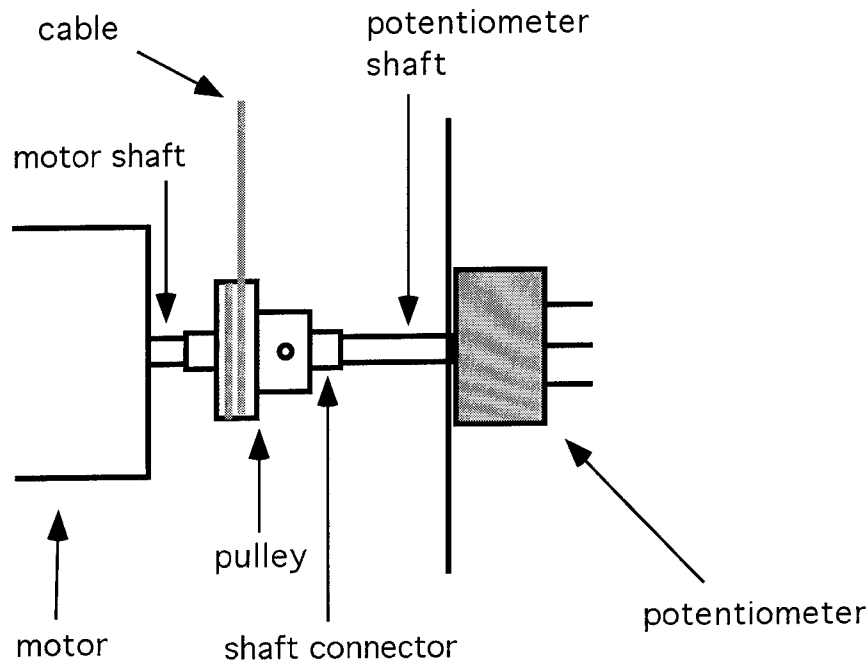 cable
potentiometer
shaft
motor shaft
pulley
potentiometer
motor
shaft connector